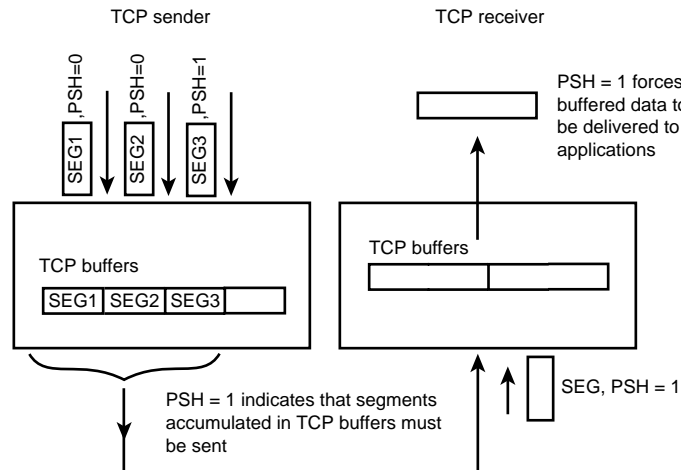 TCP sender
TCP receiver
SEG1 ,PSH=0
SEG2 ,PSH=0
SEG3 ,PSH=1
PSH = 1 forces
buffered data to
be delivered to
applications
TCP buffers
SEG1 SEG2 SEG3
TCP buffers
SEG, PSH = 1
PSH = 1 indicates that segments
accumulated in TCP buffers must
be sent